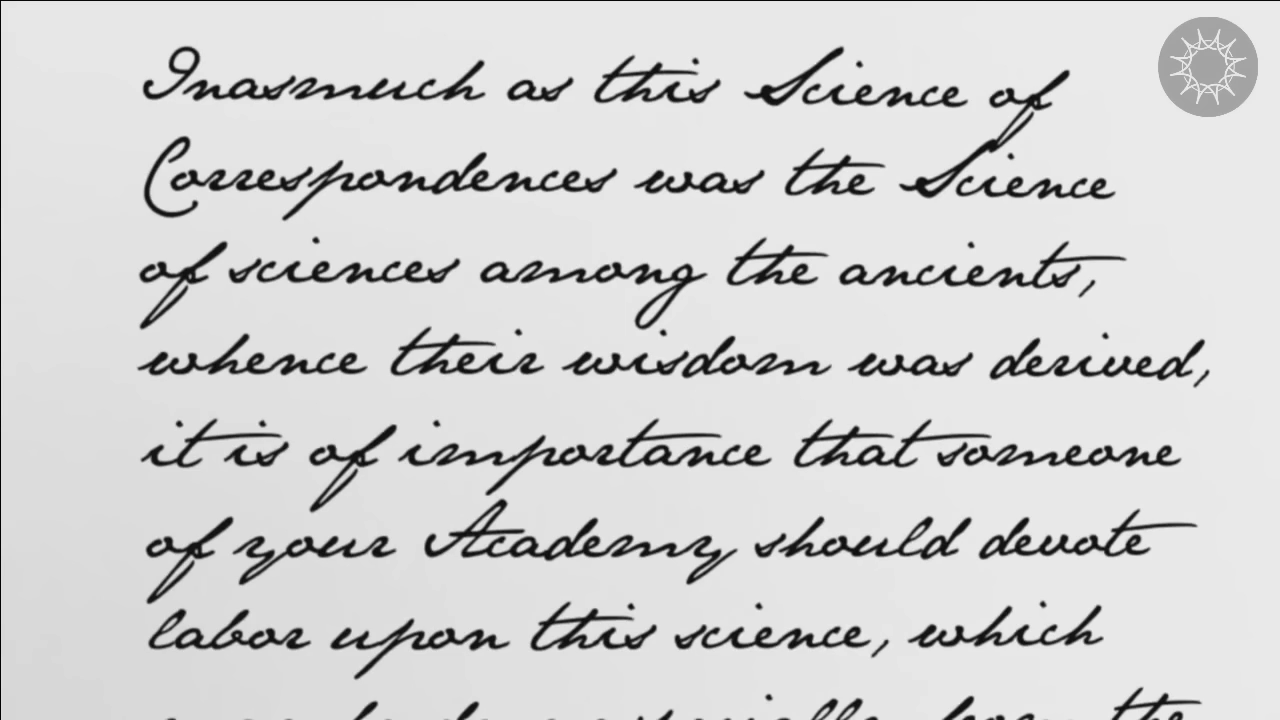 Inasmuch as this Science of
Correspondences was the Science
of sciences among the ancients,
whence their wisdom was derived,
it is of importance that someone
of your Academy should devote
labor upon this science, which
the